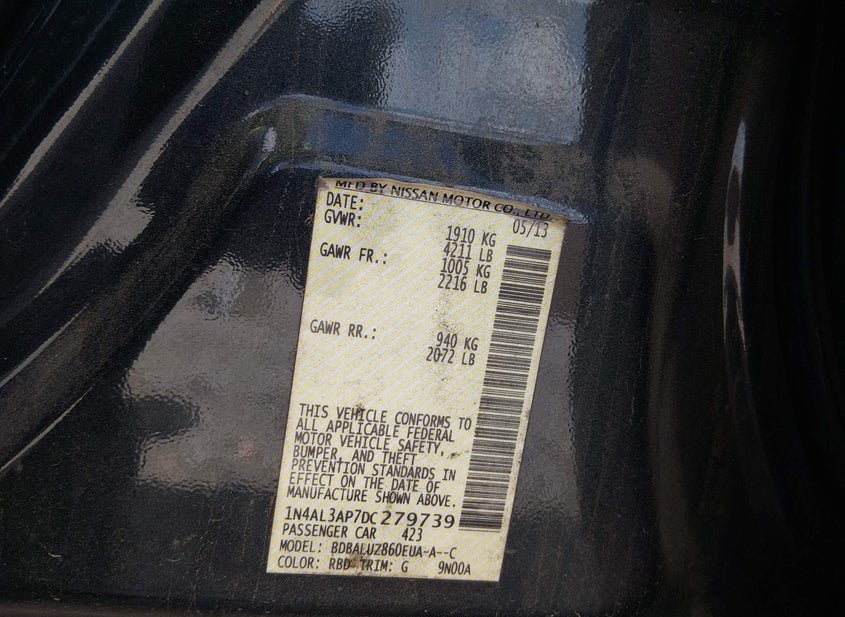 MFD BY NISSAN MOTOR CO., LTD.
DATE: 05/13
GVWR: 1910 KG
4211 LB
GAWR FR.: 1005 KG
2216 LB
GAWR RR.: 940 KG
2072 LB
THIS VEHICLE CONFORMS TO
ALL APPLICABLE FEDERAL
MOTOR VEHICLE SAFETY,
BUMPER, AND THEFT
PREVENTION STANDARDS IN
EFFECT ON THE DATE OF
MANUFACTURE SHOWN ABOVE.
1N4AL3AP7DC279739
PASSENGER CAR 423
MODEL: BDBALUZ860EUA-A--C
COLOR: RBD TRIM: G 9N00A